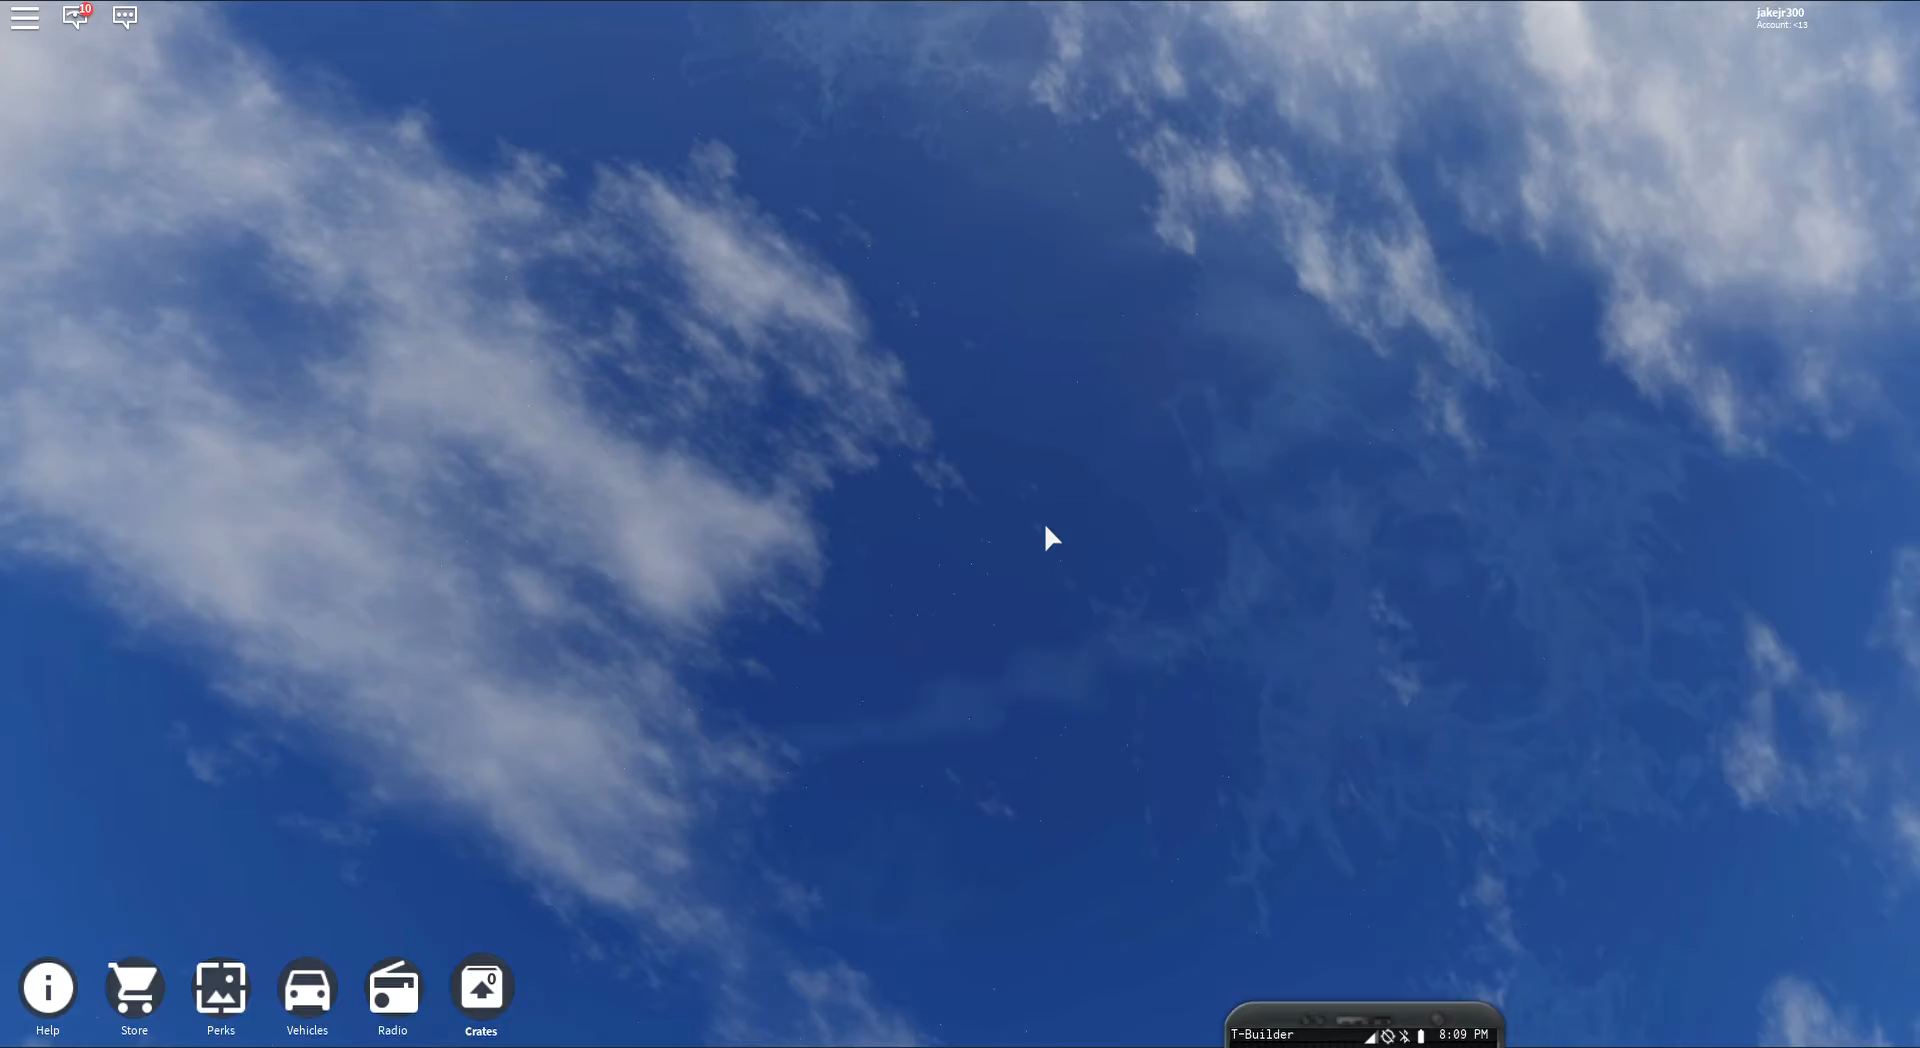 10
jakejr300
Account: <13
0
Help
Store
Perks
Vehicles
Radio
Crates
T-Builder
8:09 PM